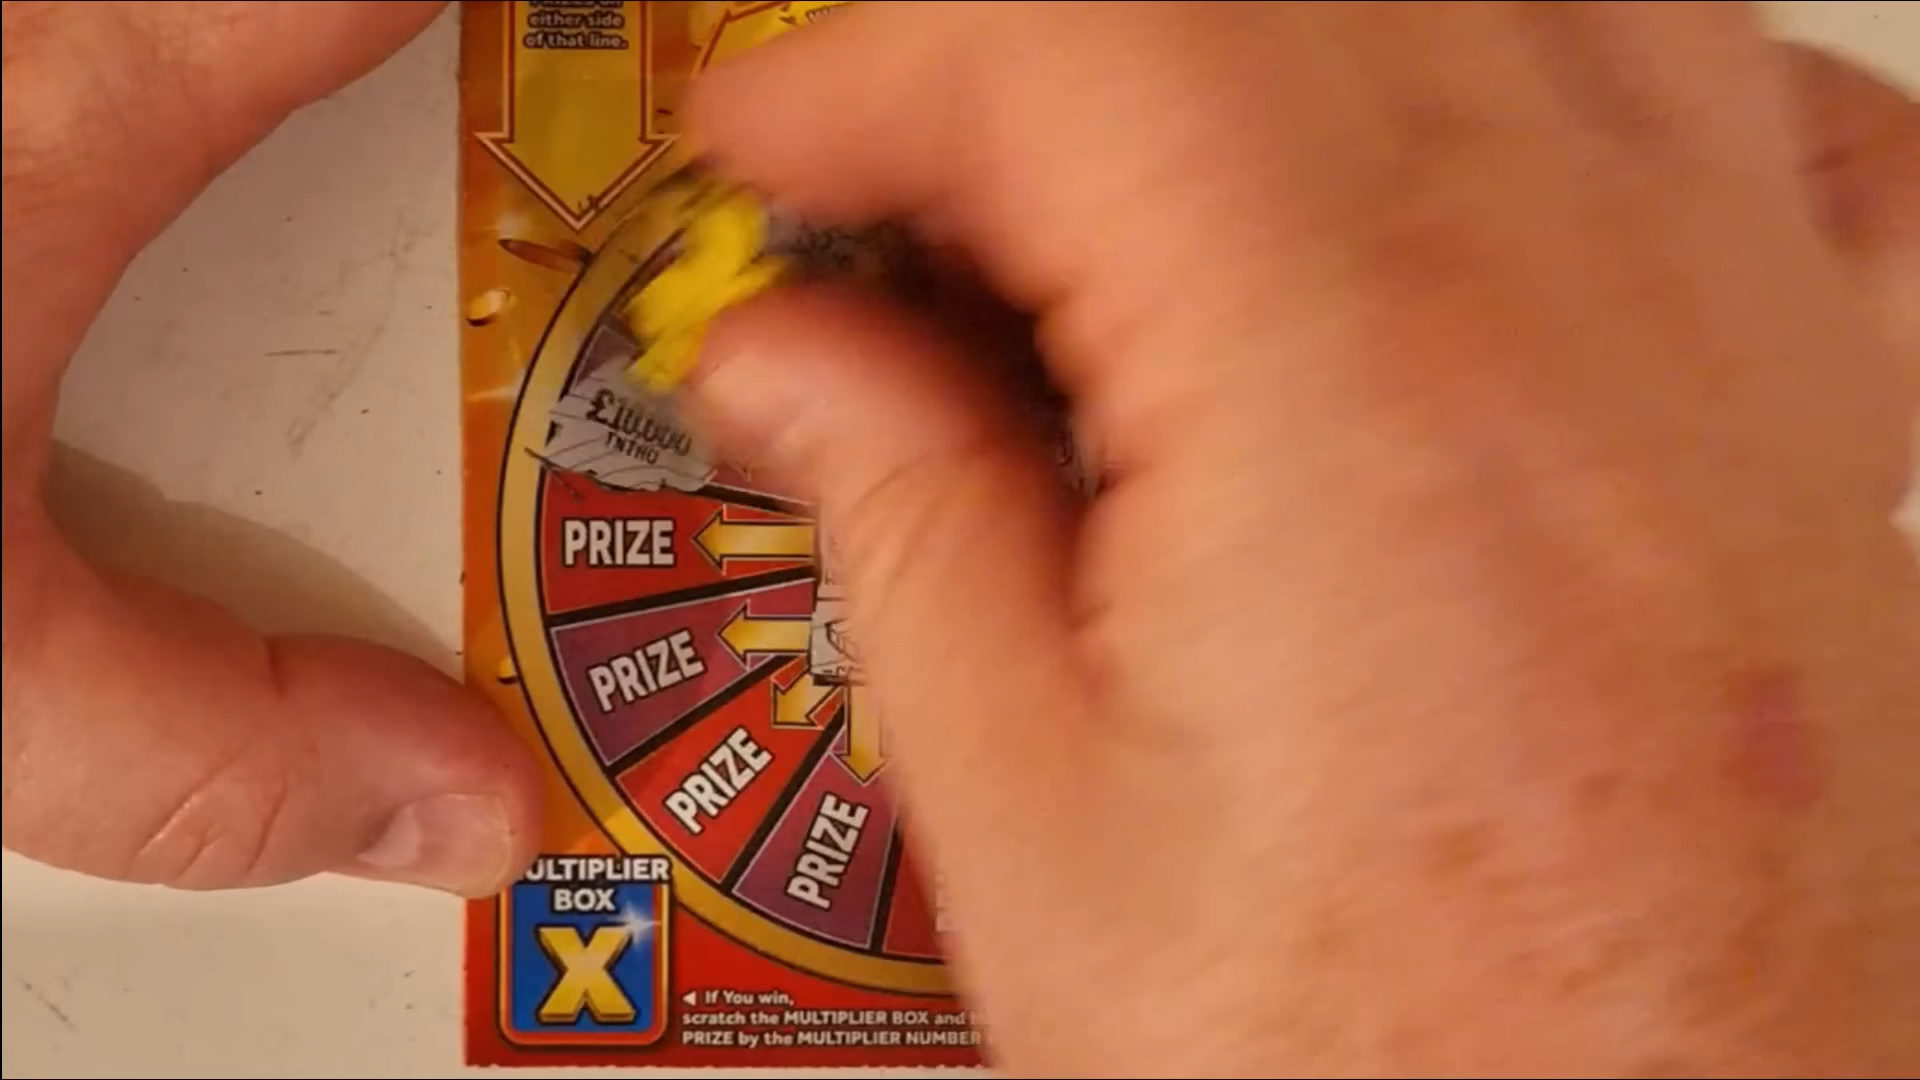 either side
of that line.
£10,000
TNTHO
PRIZE
PRIZE
PRIZE
PRIZE
ULTIPLIER
BOX
X
◄ If You win,
scratch the MULTIPLIER BOX and
PRIZE by the MULTIPLIER NUMBER